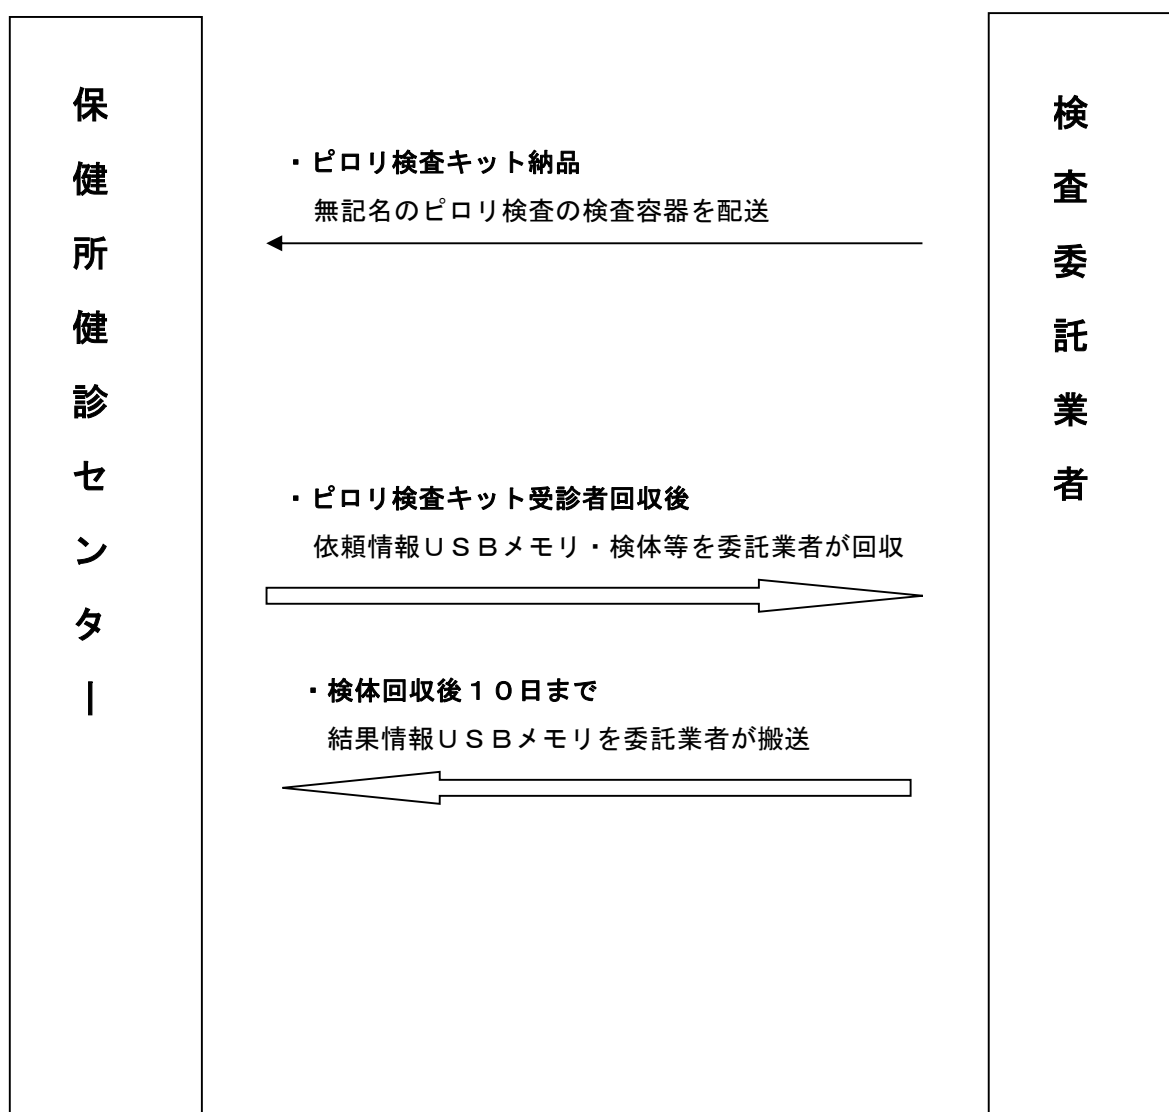 保健所健診センター
・ピロリ検査キット納品
無記名のピロリ検査の検査容器を配送
・ピロリ検査キット受診者回収後
依頼情報ＵＳＢメモリ・検体等を委託業者が回収
・検体回収後１０日まで
結果情報ＵＳＢメモリを委託業者が搬送
検査委託業者